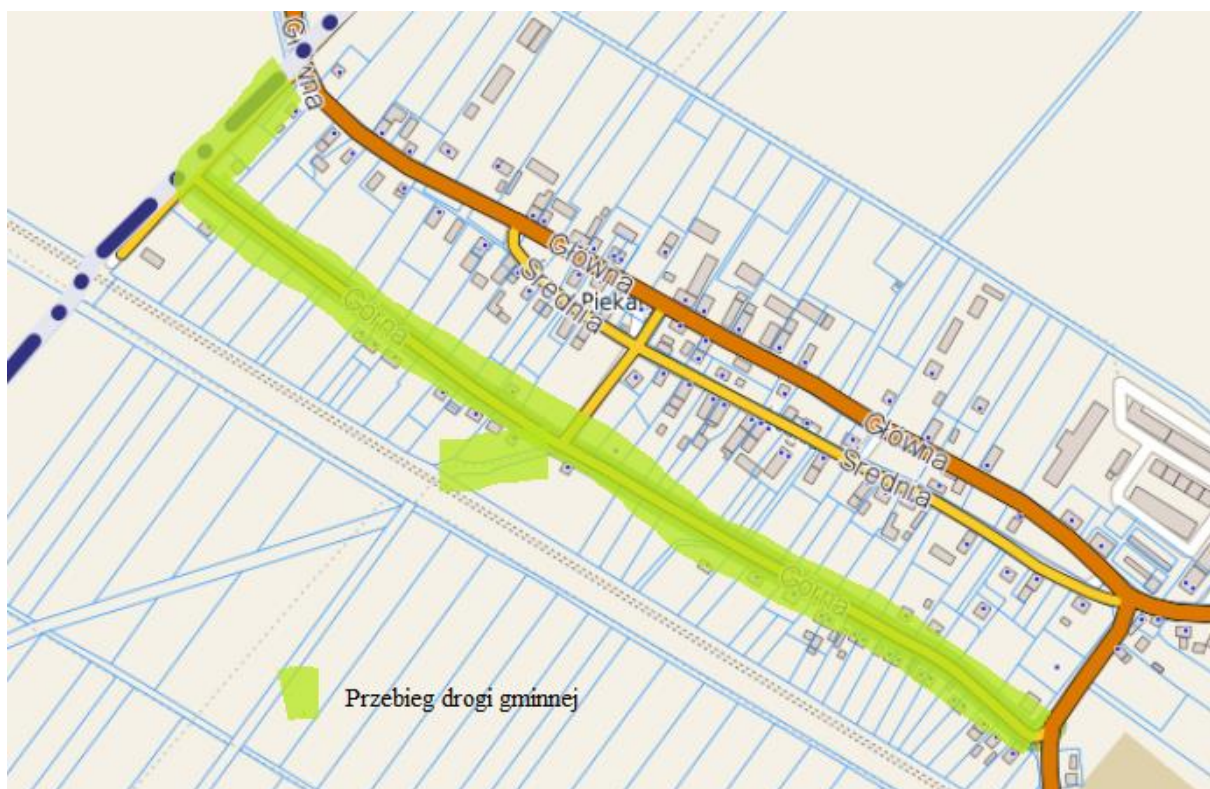 Główna
Główna
Średnia
Piekar
Górna
Główna
Średnia
Górna
Przebieg drogi gminnej